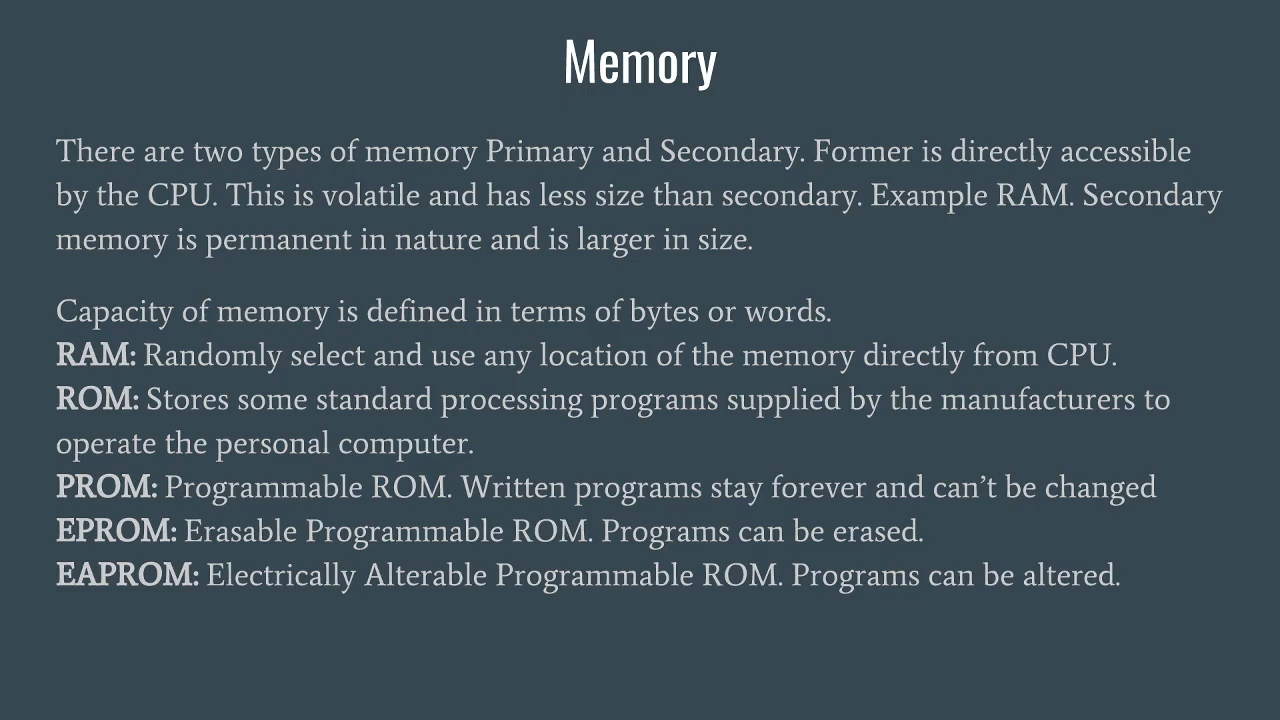 Memory
There are two types of memory Primary and Secondary. Former is directly accessible
by the CPU. This is volatile and has less size than secondary. Example RAM. Secondary
memory is permanent in nature and is larger in size.
Capacity of memory is defined in terms of bytes or words.
RAM: Randomly select and use any location of the memory directly from CPU.
ROM: Stores some standard processing programs supplied by the manufacturers to
operate the personal computer.
PROM: Programmable ROM. Written programs stay forever and can’t be changed
EPROM: Erasable Programmable ROM. Programs can be erased.
EAPROM: Electrically Alterable Programmable ROM. Programs can be altered.